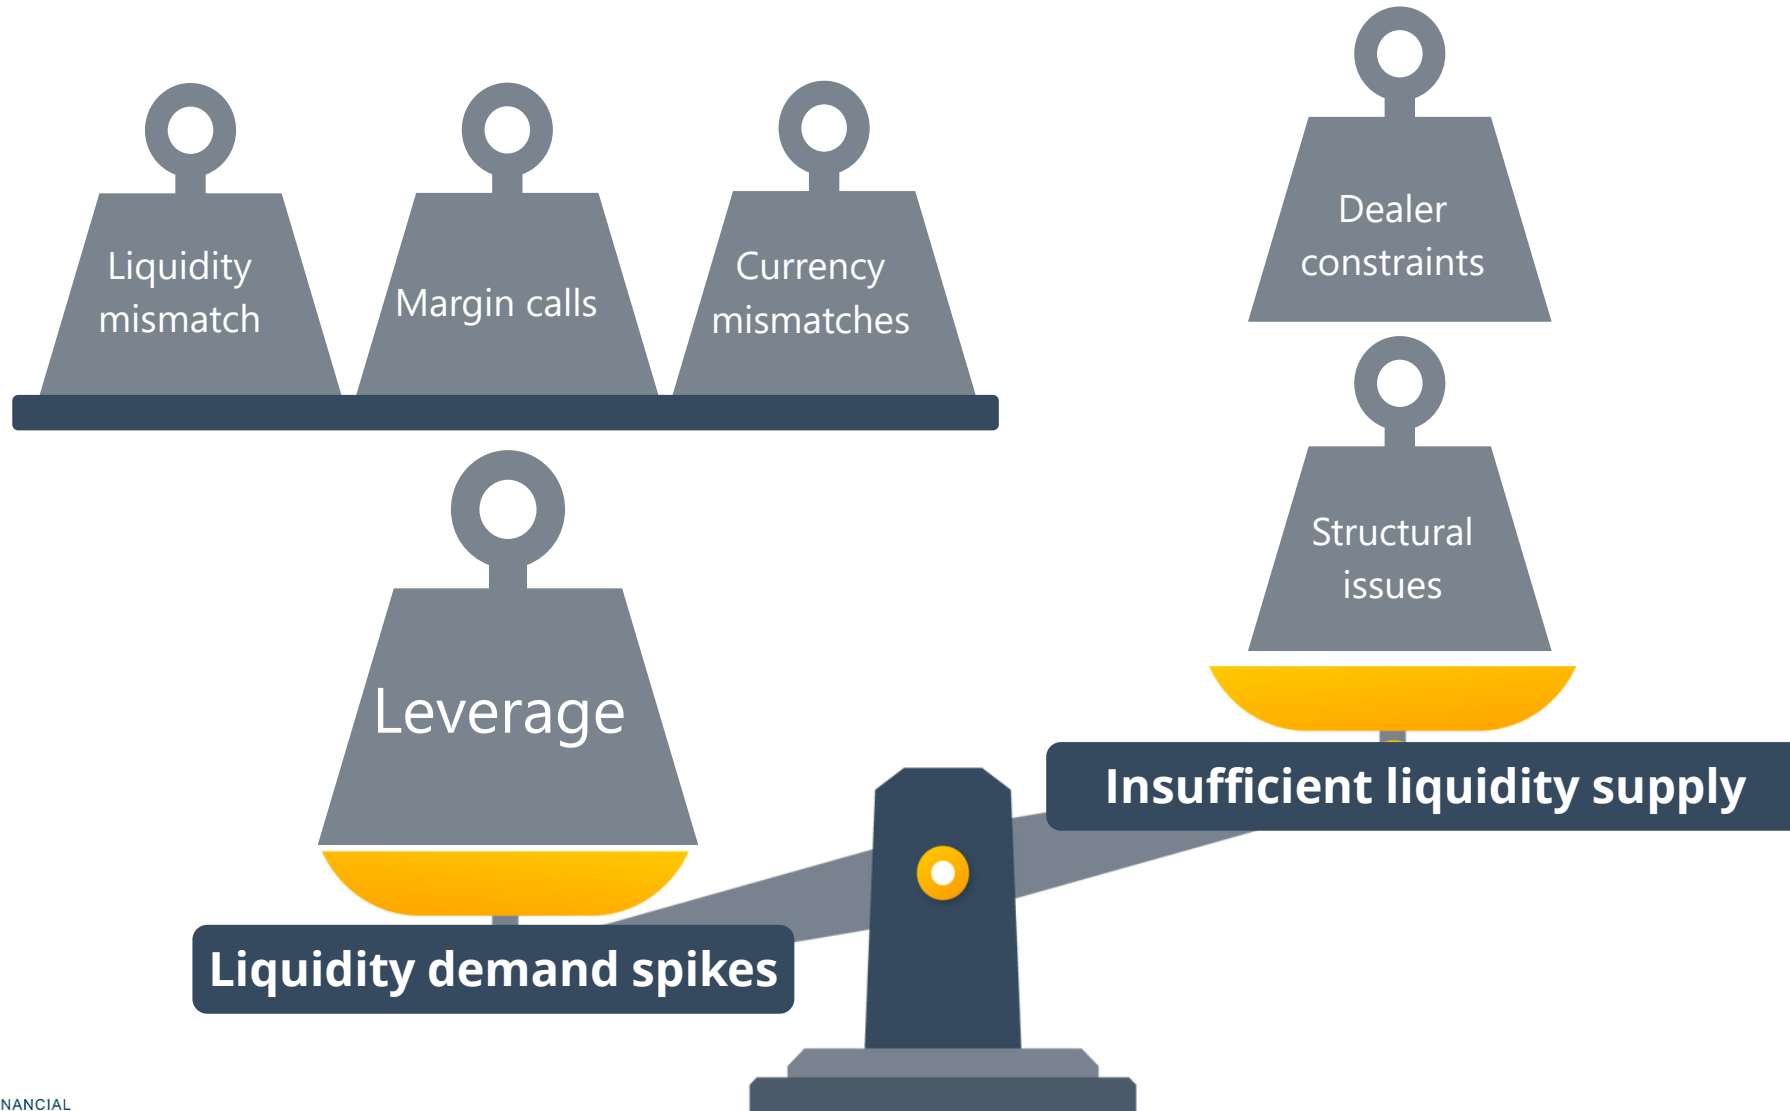 Liquidity
mismatch
Margin calls
Currency
mismatches
Leverage
Liquidity demand spikes
Dealer
constraints
Structural
issues
Insufficient liquidity supply
NANCIAL